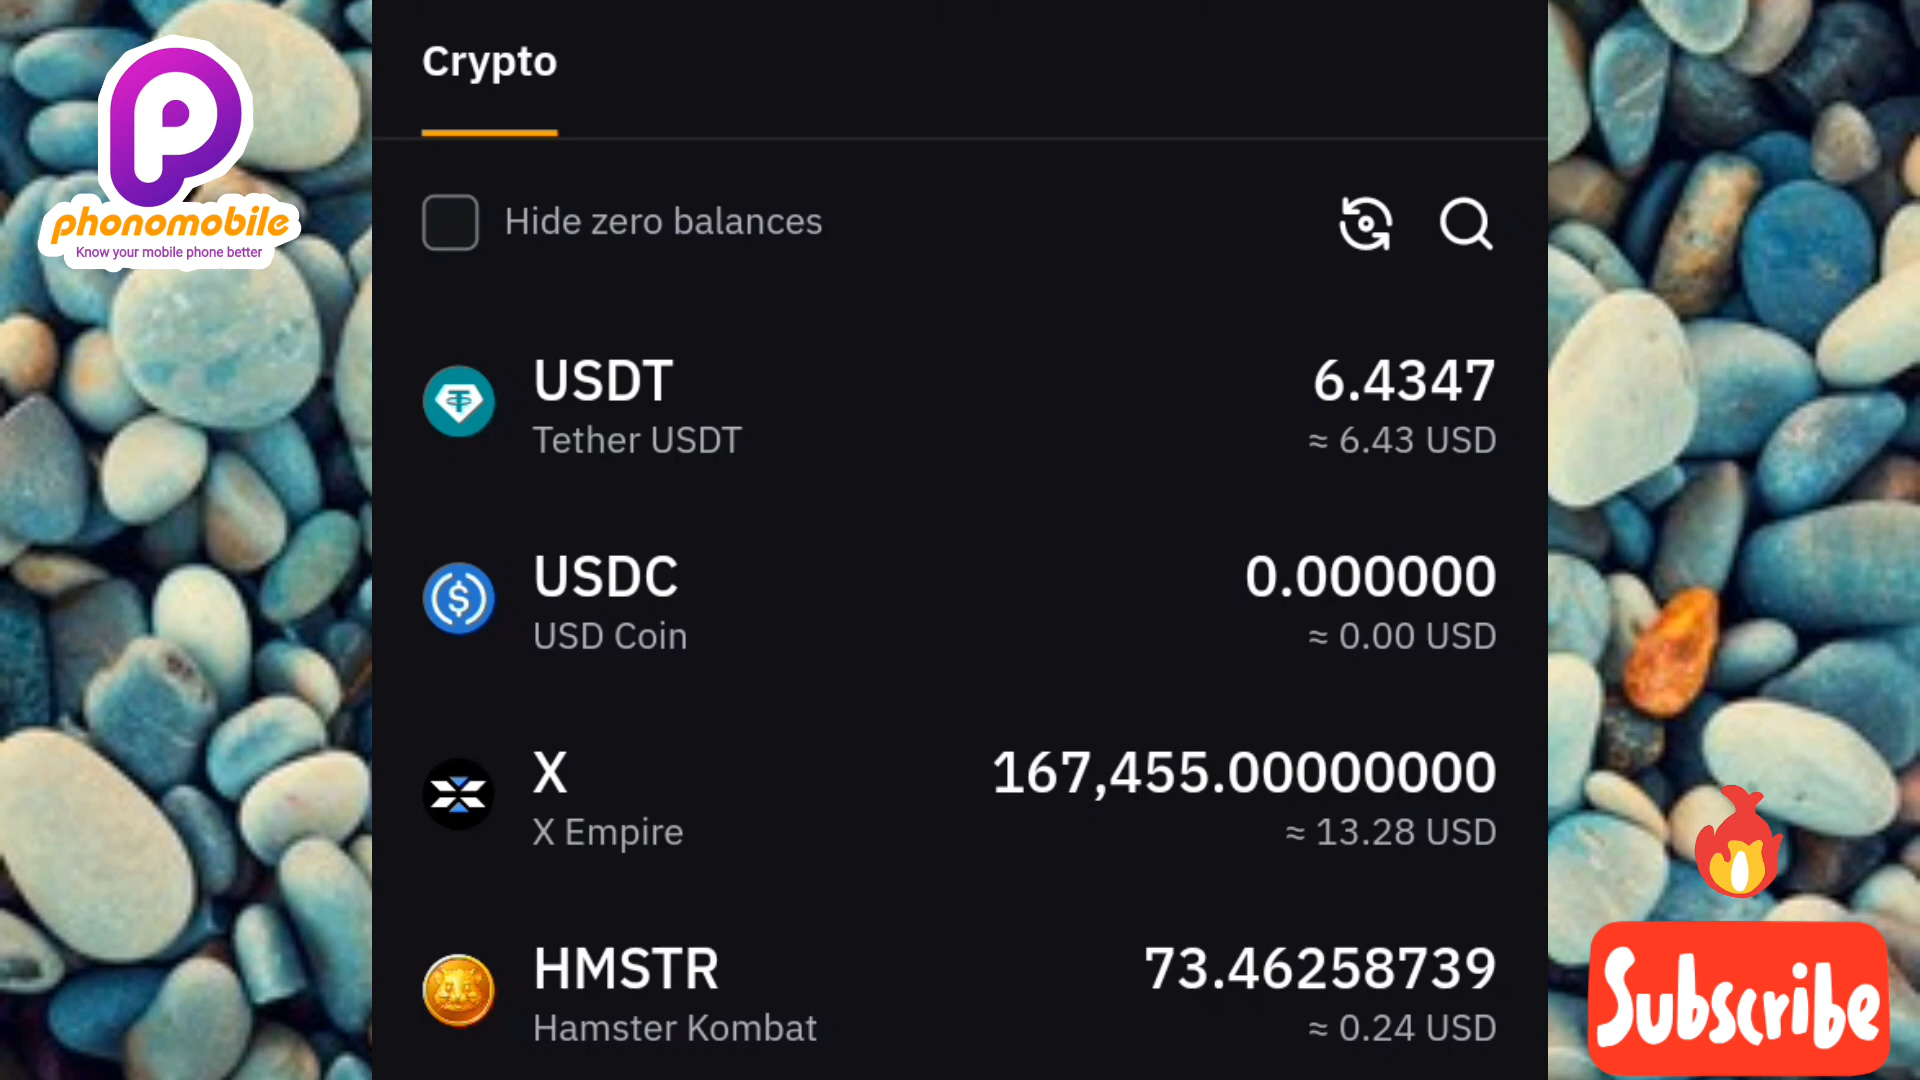 Crypto
phonomobile
Know your mobile phone better
Hide zero balances
USDT
6.4347
Tether USDT
≈ 6.43 USD
USDC
0.000000
USD Coin
≈ 0.00 USD
X
167,455.00000000
X Empire
≈ 13.28 USD
HMSTR
73.46258739
Hamster Kombat
≈ 0.24 USD
Subscribe